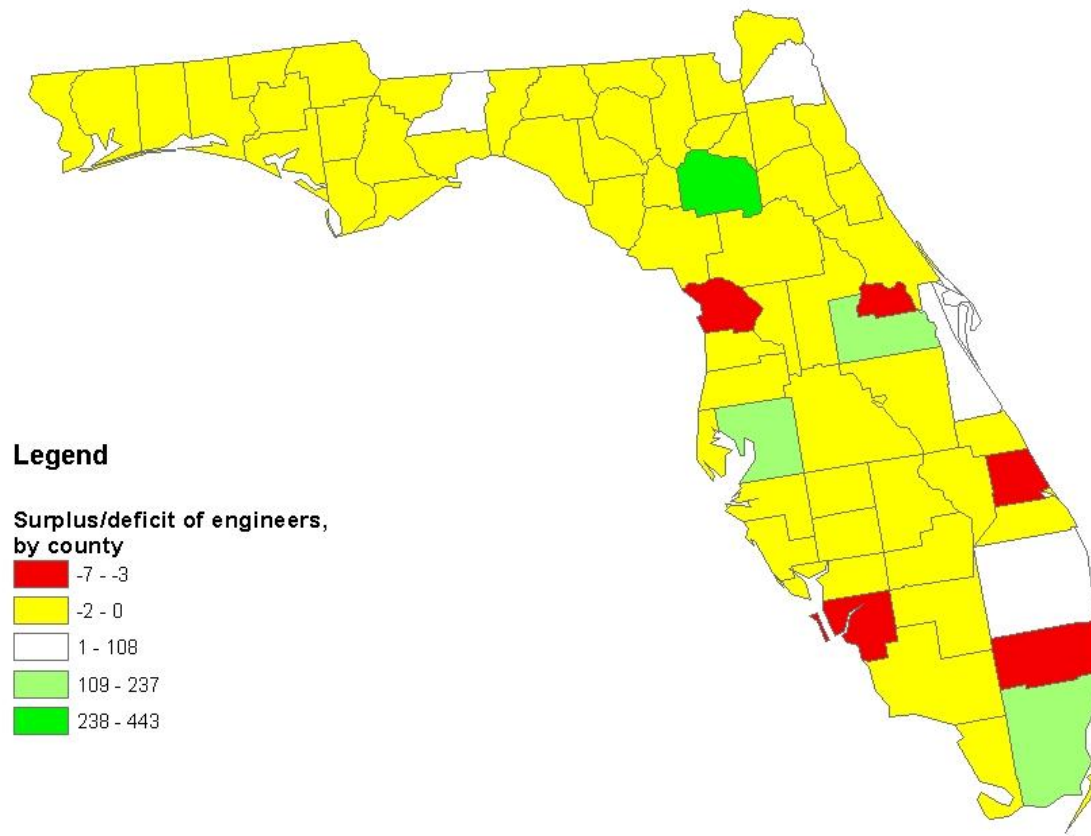 Legend
Surplus/deficit of engineers,
by county
-7 - -3
-2 - 0
1 - 108
109 - 237
238 - 443